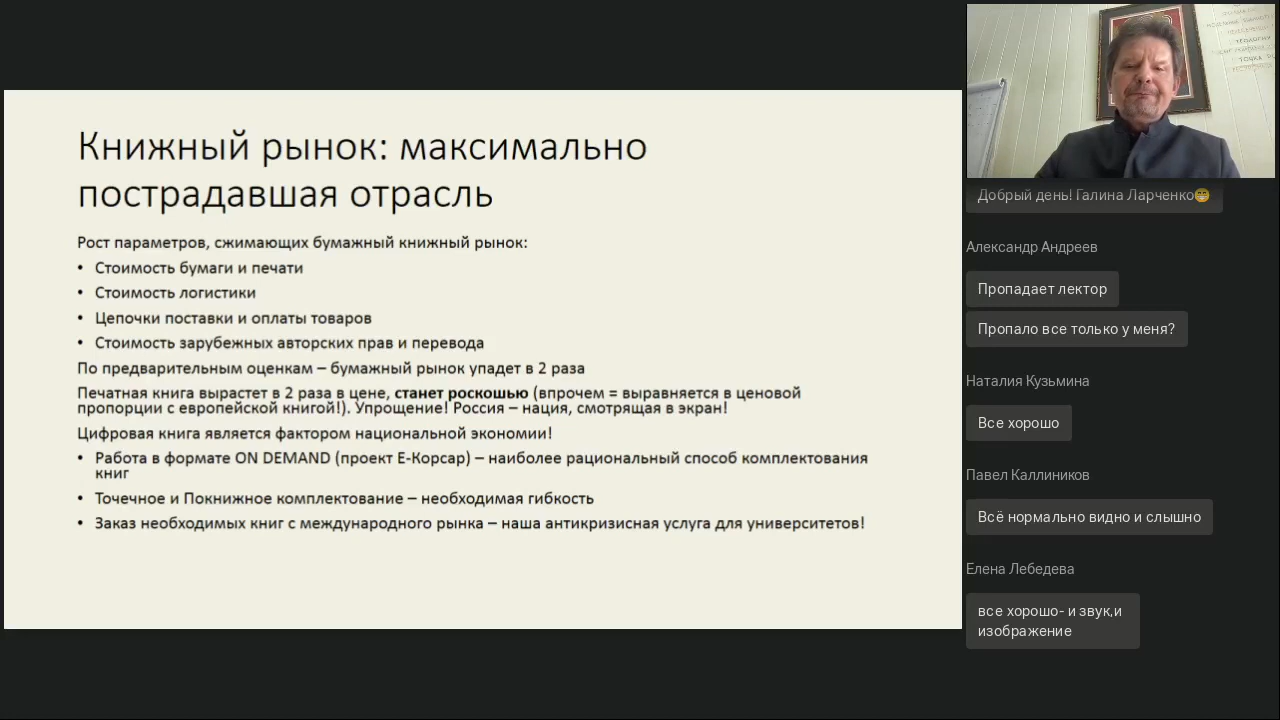 Книжный рынок: максимально
пострадавшая отрасль
Рост параметров, сжимающих бумажный книжный рынок:
• Стоимость бумаги и печати
• Стоимость логистики
• Цепочки поставки и оплаты товаров
• Стоимость зарубежных авторских прав и перевода
По предварительным оценкам – бумажный рынок упадет в 2 раза
Печатная книга вырастет в 2 раза в цене, станет роскошью (впрочем = выравняется в ценовой
пропорции с европейской книгой!). Упрощение! Россия – нация, смотрящая в экран!
Цифровая книга является фактором национальной экономии!
• Работа в формате ON DEMAND (проект Е-Корсар) – наиболее рациональный способ комплектования
книг
• Точечное и Покнижное комплектование – необходимая гибкость
• Заказ необходимых книг с международного рынка – наша антикризисная услуга для университетов!
Добрый день! Галина Ларченко😁
Александр Андреев
Пропадает лектор
Пропало все только у меня?
Наталия Кузьмина
Все хорошо
Павел Каллиников
Всё нормально видно и слышно
Елена Лебедева
все хорошо- и звук,и
изображение